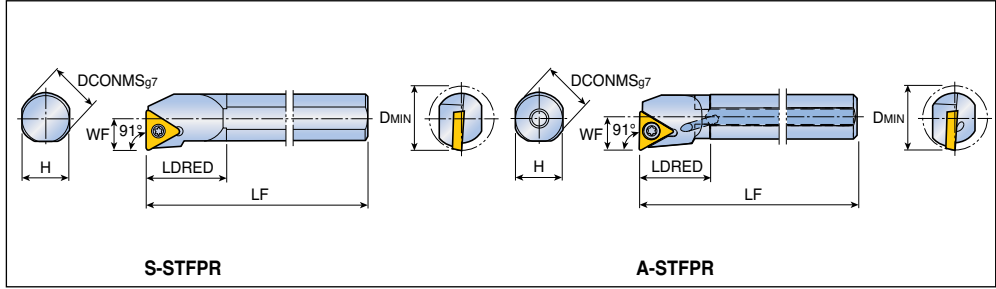 DCONMSg7
WF
91°
H
LDRED
LF
DMIN
S-STFPR
DCONMSg7
WF
91°
H
LDRED
LF
DMIN
A-STFPR